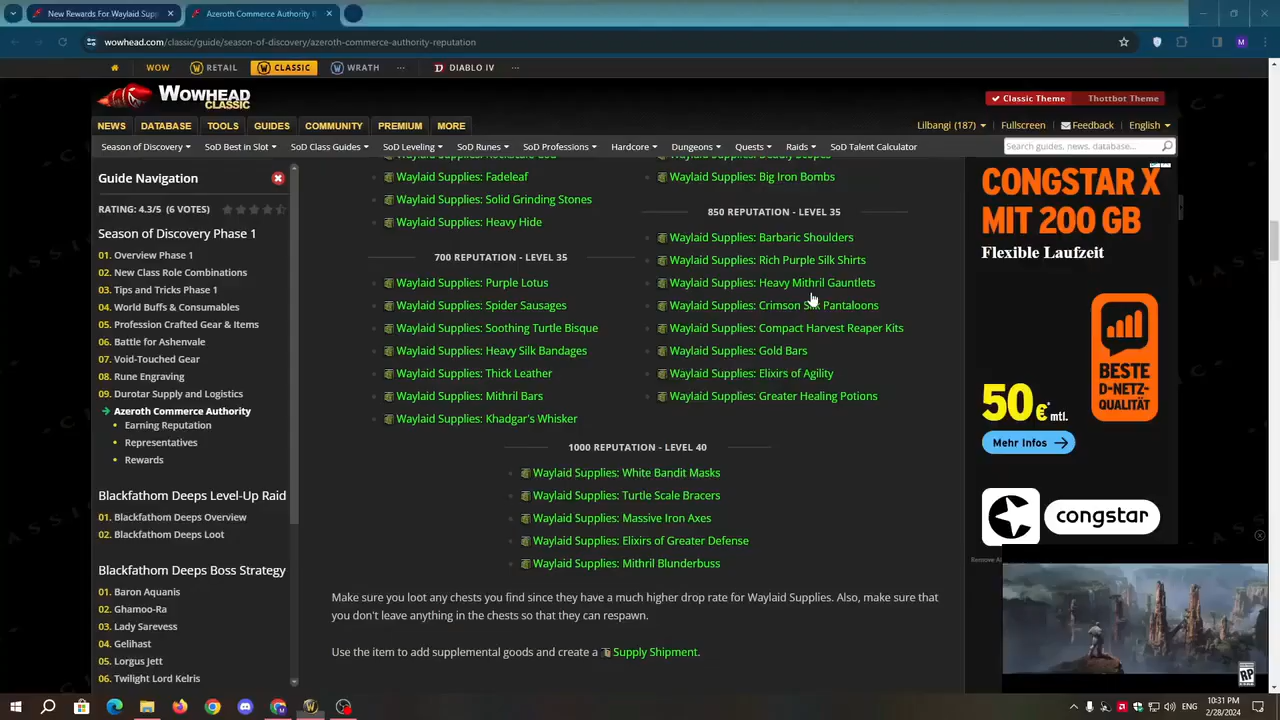 New Rewards For Waylaid Supp
Azeroth Commerce Authority
wowhead.com/classic/guide/season-of-discovery/azeroth-commerce-authority-reputation
WOW
RETAIL
CLASSIC
WRATH
...
DIABLO IV
...
WOWHEAD
CLASSIC
Classic Theme
Thottbot Theme
NEWS
DATABASE
TOOLS
GUIDES
COMMUNITY
PREMIUM
MORE
Lilbangi (187)
Fullscreen
Feedback
English
Season of Discovery
SoD Best in Slot
SoD Class Guides
SoD Leveling
SoD Runes
SoD Professions
Hardcore
Dungeons
Quests
Raids
SoD Talent Calculator
Search guides, news, database...
Guide Navigation
RATING: 4.3/5 (6 VOTES)
Season of Discovery Phase 1
01. Overview Phase 1
02. New Class Role Combinations
03. Tips and Tricks Phase 1
04. World Buffs & Consumables
05. Profession Crafted Gear & Items
06. Battle for Ashenvale
07. Void-Touched Gear
08. Rune Engraving
09. Durotar Supply and Logistics
Azeroth Commerce Authority
Earning Reputation
Representatives
Rewards
Blackfathom Deeps Level-Up Raid
01. Blackfathom Deeps Overview
02. Blackfathom Deeps Loot
Blackfathom Deeps Boss Strategy
01. Baron Aquanis
02. Ghamoo-Ra
03. Lady Sarevess
04. Gelihast
05. Lorgus Jett
06. Twilight Lord Kelris
Waylaid Supplies: Rockscale Cod
Waylaid Supplies: Fadeleaf
Waylaid Supplies: Solid Grinding Stones
Waylaid Supplies: Heavy Hide
700 REPUTATION - LEVEL 35
Waylaid Supplies: Purple Lotus
Waylaid Supplies: Spider Sausages
Waylaid Supplies: Soothing Turtle Bisque
Waylaid Supplies: Heavy Silk Bandages
Waylaid Supplies: Thick Leather
Waylaid Supplies: Mithril Bars
Waylaid Supplies: Khadgar's Whisker
Waylaid Supplies: Deadly Scopes
Waylaid Supplies: Big Iron Bombs
850 REPUTATION - LEVEL 35
Waylaid Supplies: Barbaric Shoulders
Waylaid Supplies: Rich Purple Silk Shirts
Waylaid Supplies: Heavy Mithril Gauntlets
Waylaid Supplies: Crimson Silk Pantaloons
Waylaid Supplies: Compact Harvest Reaper Kits
Waylaid Supplies: Gold Bars
Waylaid Supplies: Elixirs of Agility
Waylaid Supplies: Greater Healing Potions
1000 REPUTATION - LEVEL 40
Waylaid Supplies: White Bandit Masks
Waylaid Supplies: Turtle Scale Bracers
Waylaid Supplies: Massive Iron Axes
Waylaid Supplies: Elixirs of Greater Defense
Waylaid Supplies: Mithril Blunderbuss
Make sure you loot any chests you find since they have a much higher drop rate for Waylaid Supplies. Also, make sure that
you don't leave anything in the chests so that they can respawn.
Use the item to add supplemental goods and create a Supply Shipment.
CONGSTAR X
MIT 200 GB
Flexible Laufzeit
50 €* mtl.
BESTE
D-NETZ-
QUALITÄT
Mehr Infos
congstar
RP
ENG
10:31 PM
2/28/2024